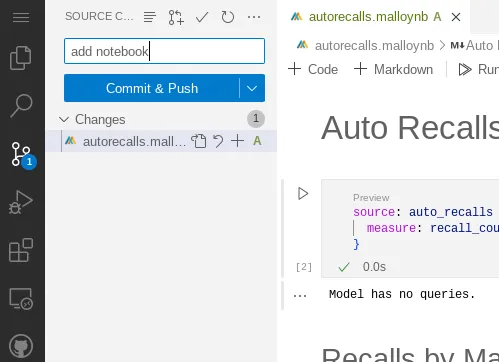 SOURCE C...
add notebook
Commit & Push
Changes
1
autorecalls.mall...
A
1
autorecalls.malloynb A
autorecalls.malloynb > M↓Auto
Code
Markdown
Run
Auto Recalls
Preview
source: auto_recalls
measure: recall_cou
}
[2]
0.0s
Model has no queries.
Recalls by Ma